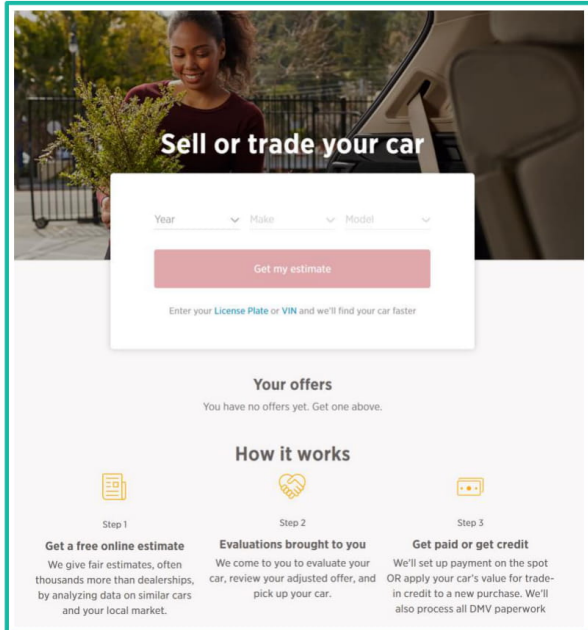 Sell or trade your car
Year Make Model
Get my estimate
Enter your License Plate or VIN and we'll find your car faster
Your offers
You have no offers yet. Get one above.
How it works
Step 1
Get a free online estimate
We give fair estimates, often
thousands more than dealerships,
by analyzing data on similar cars
and your local market.
Step 2
Evaluations brought to you
We come to you to evaluate your
car, review your adjusted offer, and
pick up your car.
Step 3
Get paid or get credit
We'll set up payment on the spot
OR apply your car's value for trade-
in credit to a new purchase. We'll
also process all DMV paperwork